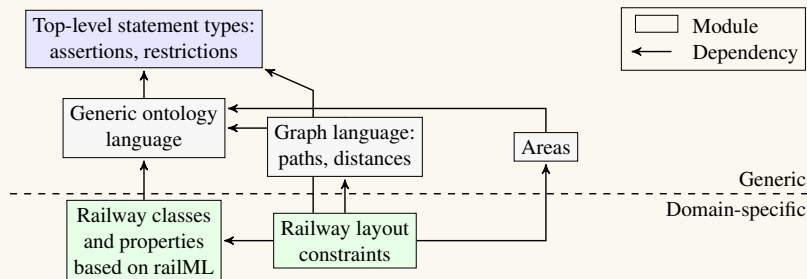 Top-level statement types:
assertions, restrictions
Module
Dependency
Generic ontology
language
Graph language:
paths, distances
Areas
Generic
Domain-specific
Railway classes
and properties
based on railML
Railway layout
constraints